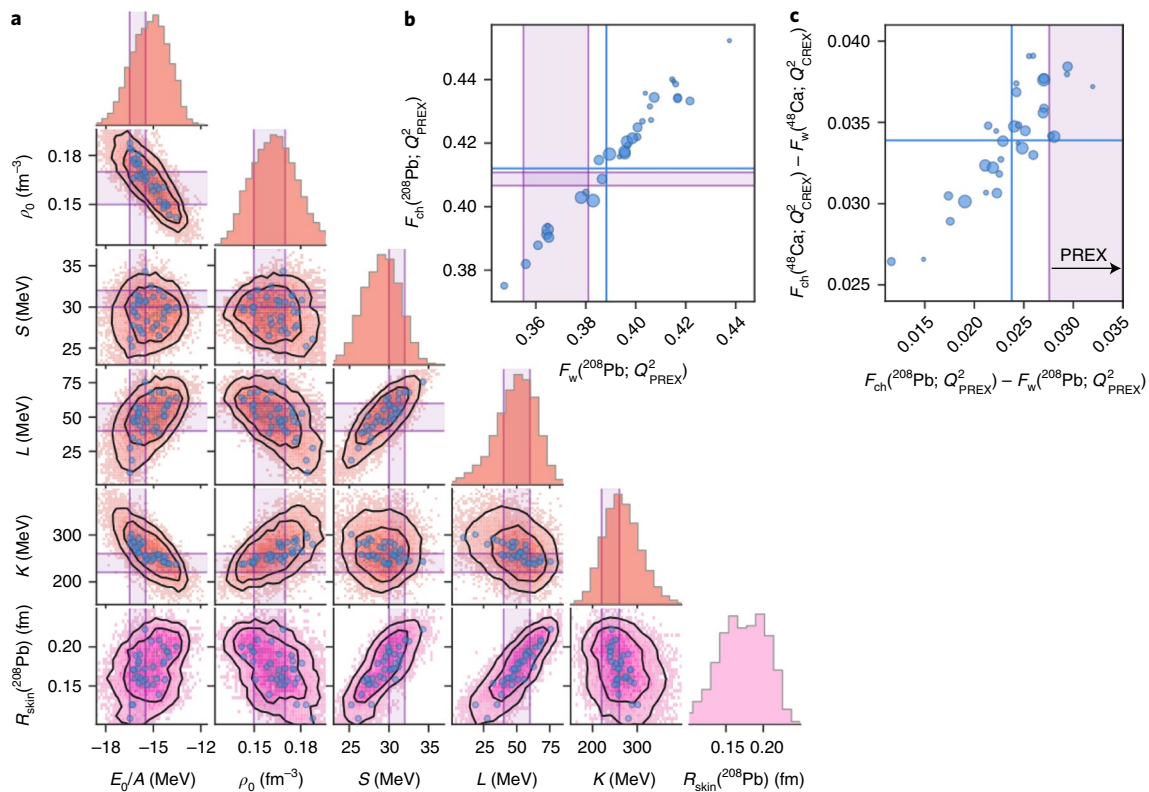 a
b
c
ρ0 (fm−3)
0.18
0.15
S (MeV)
35
30
25
L (MeV)
75
50
25
K (MeV)
300
200
Rskin(208Pb) (fm)
0.20
0.15
−18 −15 −12
0.15 0.18
25 30 35
25 50 75
200 300
0.15 0.20
E0/A (MeV)
ρ0 (fm−3)
S (MeV)
L (MeV)
K (MeV)
Rskin(208Pb) (fm)
Fch(208Pb; Q2PREX)
0.44
0.42
0.40
0.38
0.36 0.38 0.40 0.42 0.44
Fw(208Pb; Q2PREX)
Fch(48Ca; Q2CREX) − Fw(48Ca; Q2CREX)
0.040
0.035
0.030
0.025
PREX
0.015 0.020 0.025 0.030 0.035
Fch(208Pb; Q2PREX) − Fw(208Pb; Q2PREX)